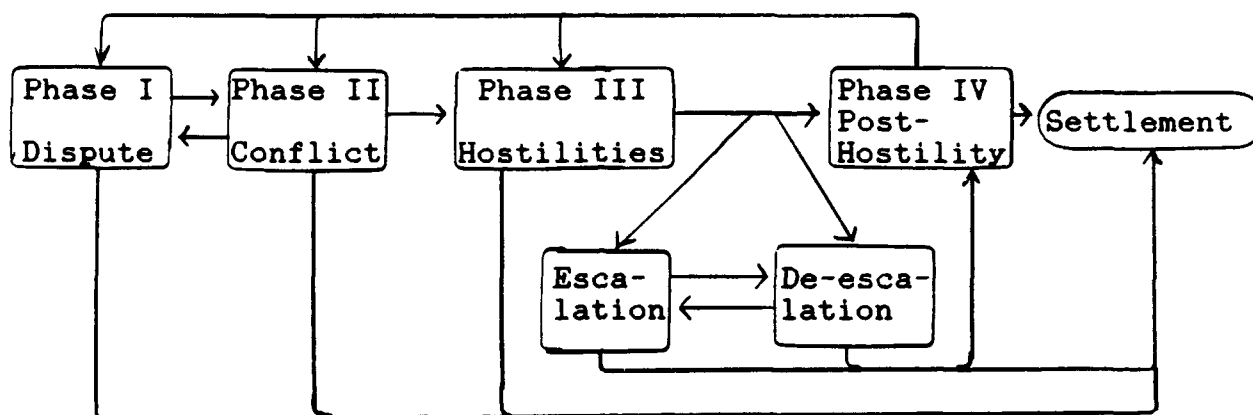 Phase I
Dispute
Phase II
Conflict
Phase III
Hostilities
Phase IV
Post-
Hostility
Settlement
Esca-
lation
De-esca-
lation